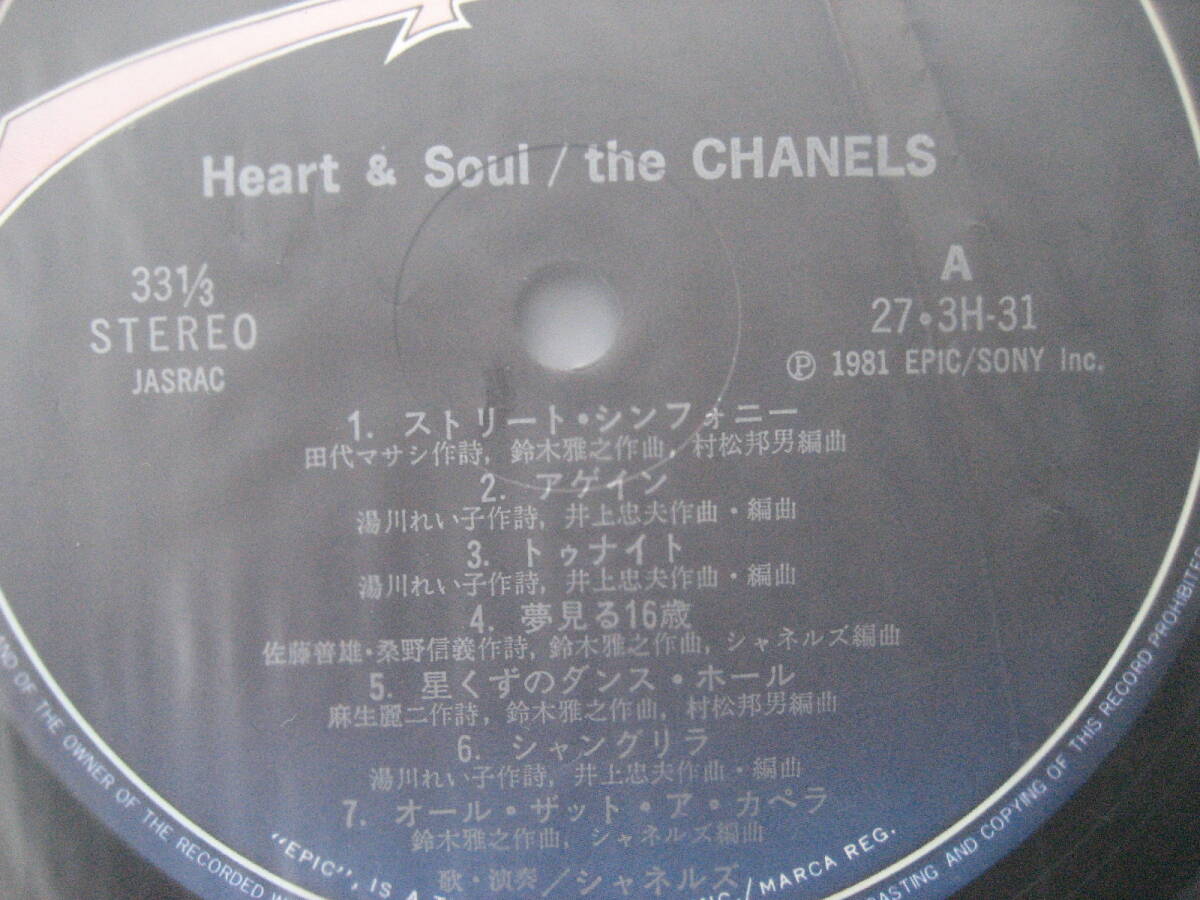 Heart & Soul / the CHANELS
33 1/3
STEREO
JASRAC
A
27・3H-31
Ⓟ 1981 EPIC/SONY Inc.
1. ストリート・シンフォニー
田代マサシ作詩, 鈴木雅之作曲, 村松邦男編曲
2. アゲイン
湯川れい子作詩, 井上忠夫作曲・編曲
3. トゥナイト
湯川れい子作詩, 井上忠夫作曲・編曲
4. 夢見る16歳
佐藤善雄・桑野信義作詩, 鈴木雅之作曲, シャネルズ編曲
5. 星くずのダンス・ホール
麻生麗二作詩, 鈴木雅之作曲, 村松邦男編曲
6. シャングリラ
湯川れい子作詩, 井上忠夫作曲・編曲
7. オール・ザット・ア・カペラ
鈴木雅之作曲, シャネルズ編曲
歌・演奏/シャネルズ
AND OF THE OWNER OF THE RECORDED
"EPIC", IS A
INC./MARCA REG.
CASTING AND COPYING OF THIS RECORD PROHIBITED